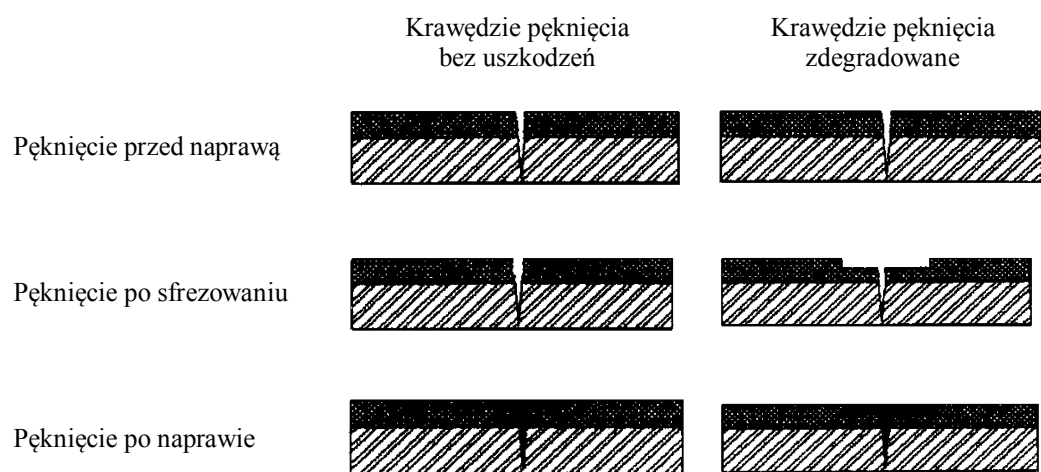 Krawędzie pęknięcia
bez uszkodzeń
Krawędzie pęknięcia
zdegradowane
Pęknięcie przed naprawą
Pęknięcie po sfrezowaniu
Pęknięcie po naprawie